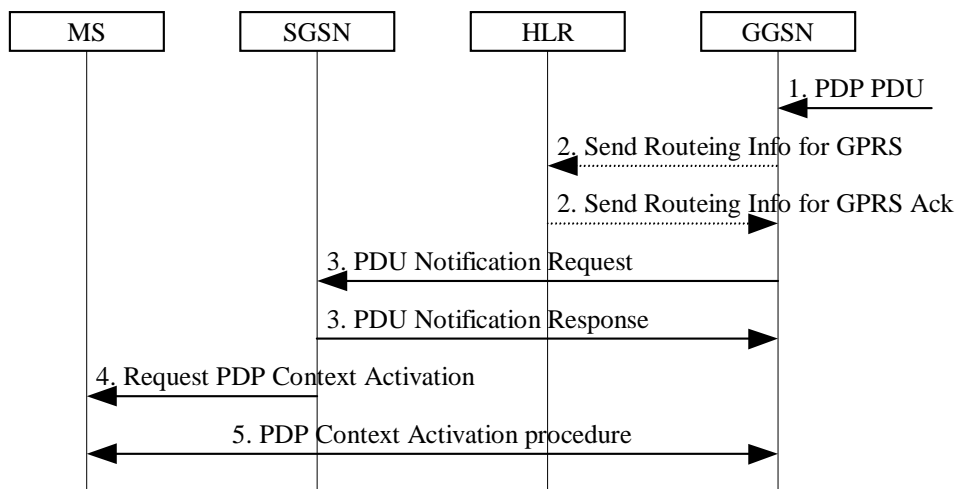 MS
SGSN
HLR
GGSN
1. PDP PDU
2. Send Routeing Info for GPRS
2. Send Routeing Info for GPRS Ack
3. PDU Notification Request
3. PDU Notification Response
4. Request PDP Context Activation
5. PDP Context Activation procedure